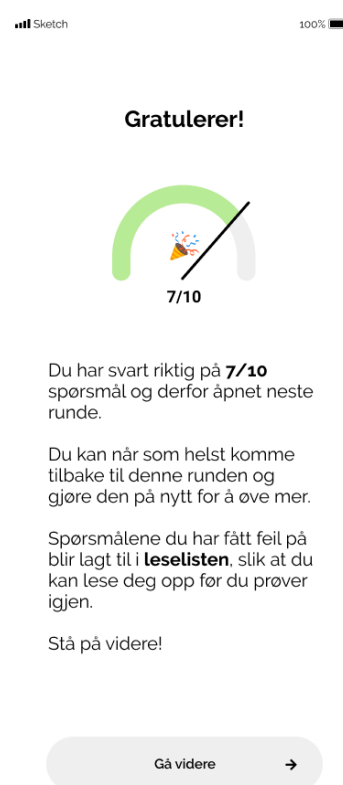 Sketch
100%
Gratulerer!
7/10
Du har svart riktig på 7/10
spørsmål og derfor åpnet neste
runde.
Du kan når som helst komme
tilbake til denne runden og
gjøre den på nytt for å øve mer.
Spørsmålene du har fått feil på
blir lagt til i leselisten, slik at du
kan lese deg opp før du prøver
igjen.
Stå på videre!
Gå videre